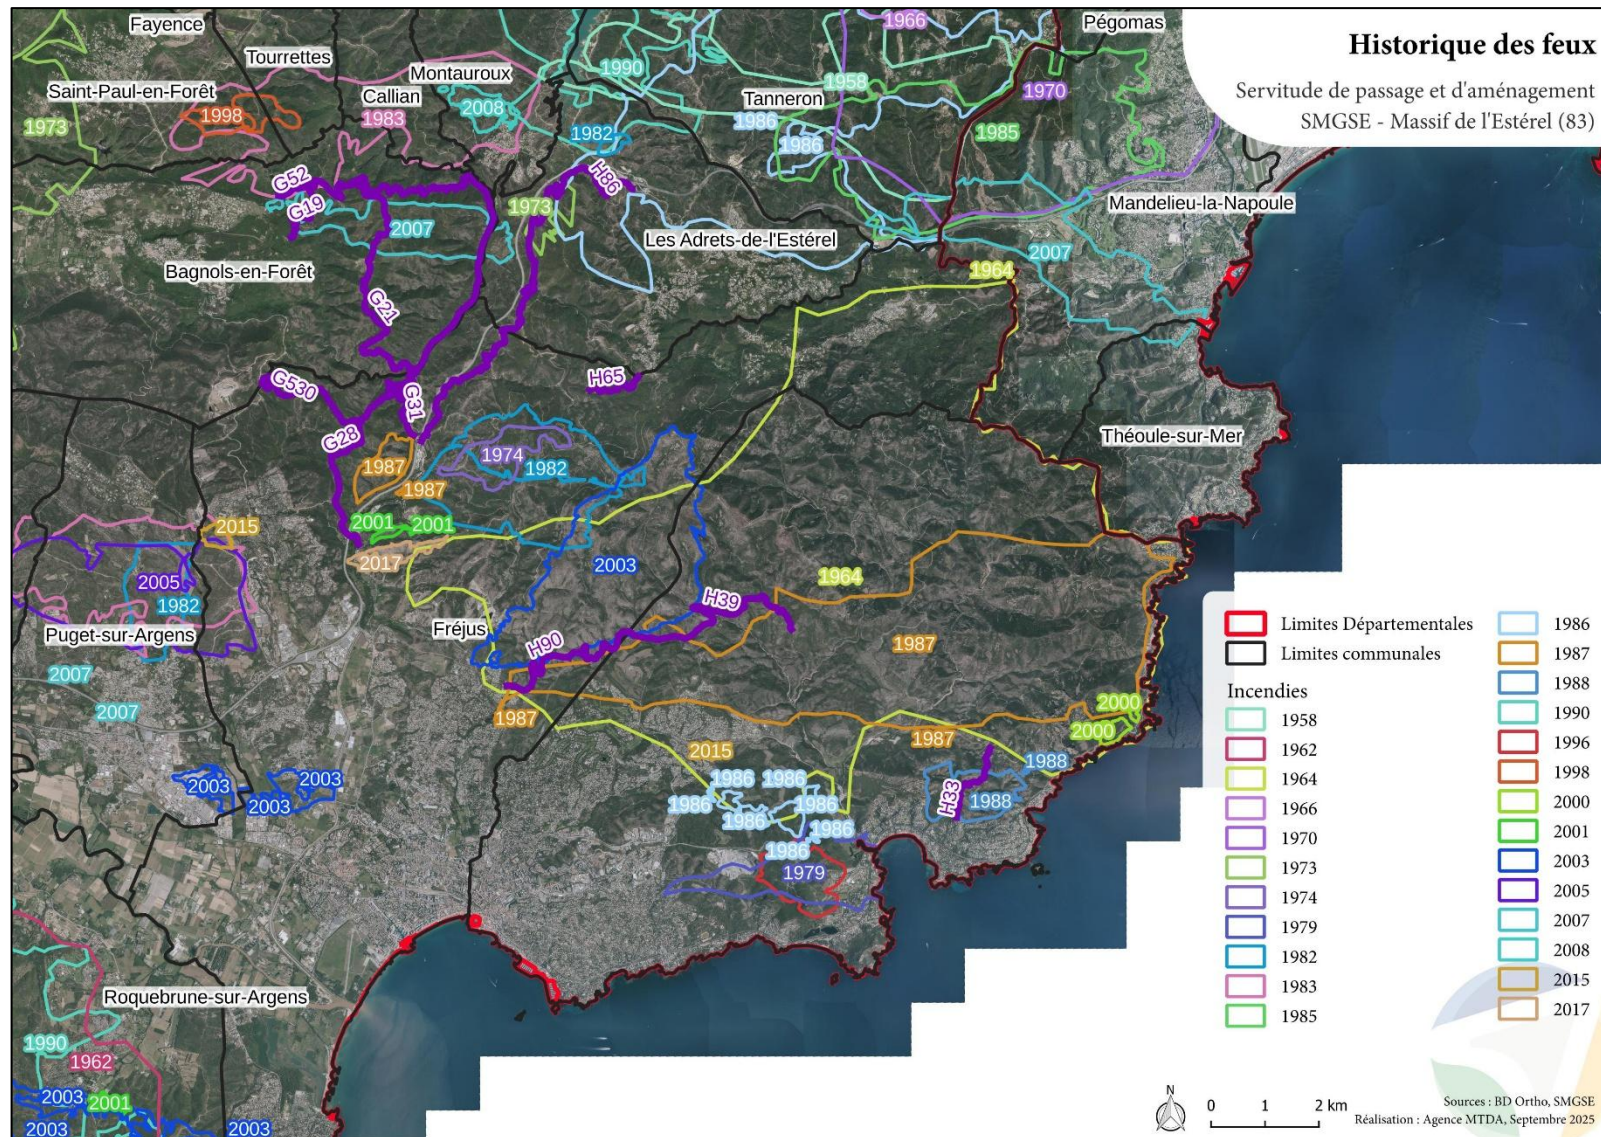 Historique des feux
Servitude de passage et d'aménagement
SMGSE - Massif de l'Estérel (83)
Fayence
Tourrettes
Montauroux
Saint-Paul-en-Forêt
Callian
Tanneron
Pégomas
Mandelieu-la-Napoule
Les Adrets-de-l'Estérel
Bagnols-en-Forêt
Théoule-sur-Mer
Fréjus
Puget-sur-Argens
Roquebrune-sur-Argens
1966
1990
1958
1970
1973
1998
1983
2008
1982
1986
1986
1985
G52
G19
H86
1973
2007
2007
1964
G21
G530
G31
H65
G28
1987
1974
1982
1987
2015
2001
2001
2017
2005
1982
2003
1964
H39
H90
1987
2007
2007
1987
2015
1987
2000
2000
1988
1988
H33
2003
2003
2003
1986
1986
1986
1986
1986
1986
1986
1979
1990
1962
2003
2001
2003
2003
Limites Départementales
Limites communales
Incendies
1958
1962
1964
1966
1970
1973
1974
1979
1982
1983
1985
1986
1987
1988
1990
1996
1998
2000
2001
2003
2005
2007
2008
2015
2017
N
0 1 2 km
Sources : BD Ortho, SMGSE
Réalisation : Agence MTDA, Septembre 2025